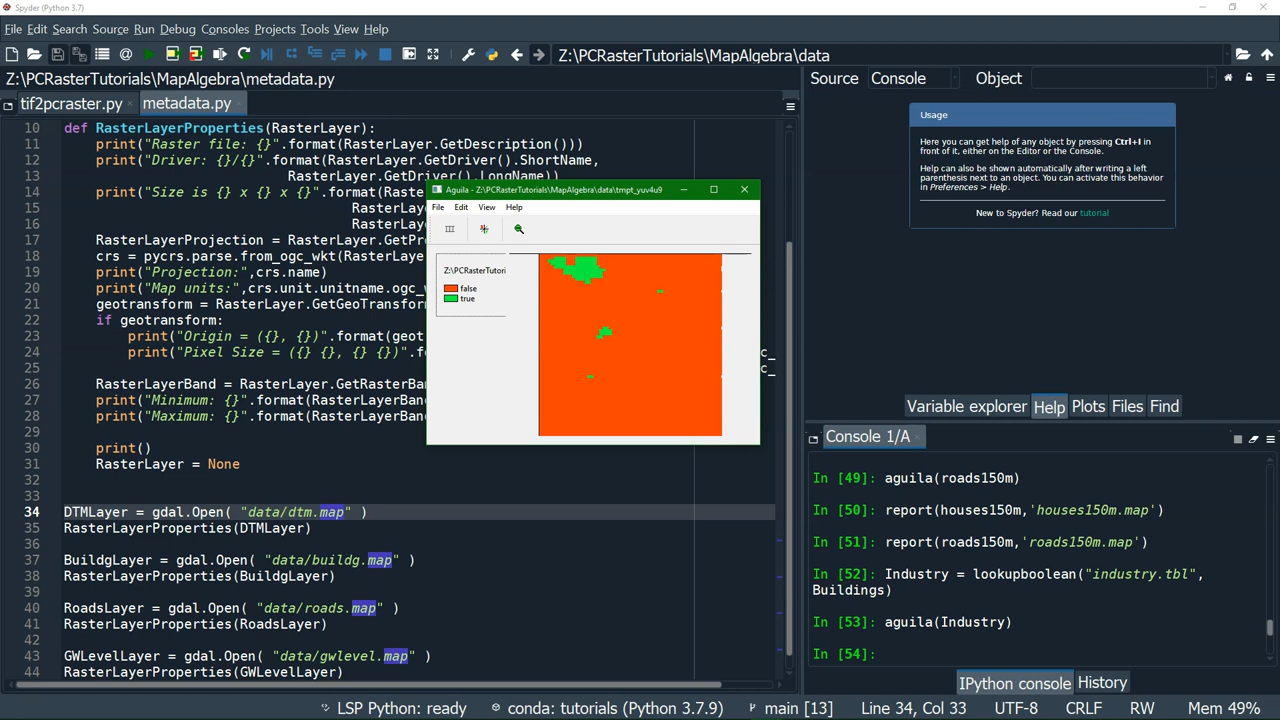 Spyder (Python 3.7)
File Edit Search Source Run Debug Consoles Projects Tools View Help
Z:\PCRasterTutorials\MapAlgebra\data
Z:\PCRasterTutorials\MapAlgebra\metadata.py
tif2pcraster.py
metadata.py
10 def RasterLayerProperties(RasterLayer):
11 print("Raster file: {}".format(RasterLayer.GetDescription()))
12 print("Driver: {}/{}".format(RasterLayer.GetDriver().ShortName,
13 RasterLayer.GetDriver().LongName))
14 print("Size is {} x {} x {}".format(Raste
15 RasterLay
16 RasterLay
17 RasterLayerProjection = RasterLayer.GetPro
18 crs = pycrs.parse.from_ogc_wkt(RasterLaye
19 print("Projection:",crs.name)
20 print("Map units:",crs.unit.unitname.ogc_w
21 geotransform = RasterLayer.GetGeoTransfor
22 if geotransform:
23 print("Origin = ({}, {})".format(geot
24 print("Pixel Size = ({} {}, {} {})".f c_
25 c_
26 RasterLayerBand = RasterLayer.GetRasterBan
27 print("Minimum: {}".format(RasterLayerBan
28 print("Maximum: {}".format(RasterLayerBan
29
30 print()
31 RasterLayer = None
32
33
34 DTMLayer = gdal.Open( "data/dtm.map" )
35 RasterLayerProperties(DTMLayer)
36
37 BuildgLayer = gdal.Open( "data/buildg.map" )
38 RasterLayerProperties(BuildgLayer)
39
40 RoadsLayer = gdal.Open( "data/roads.map" )
41 RasterLayerProperties(RoadsLayer)
42
43 GWLevelLayer = gdal.Open( "data/gwlevel.map" )
44 RasterLayerProperties(GWLevelLayer)
Aguila - Z:\PCRasterTutorials\MapAlgebra\data\tmpt_yuv4u9
File Edit View Help
Z:\PCRasterTutori
false
true
Source Console Object
Usage
Here you can get help of any object by pressing Ctrl+I
in front of it, either on the Editor or the Console.
Help can also be shown automatically after writing a left
parenthesis next to an object. You can activate this behavior
in Preferences > Help.
New to Spyder? Read our tutorial
Variable explorer Help Plots Files Find
Console 1/A
In [49]: aguila(roads150m)
In [50]: report(houses150m,'houses150m.map')
In [51]: report(roads150m,'roads150m.map')
In [52]: Industry = lookupboolean("industry.tbl",
Buildings)
In [53]: aguila(Industry)
In [54]:
IPython console History
LSP Python: ready conda: tutorials (Python 3.7.9) main [13] Line 34, Col 33 UTF-8 CRLF RW Mem 49%